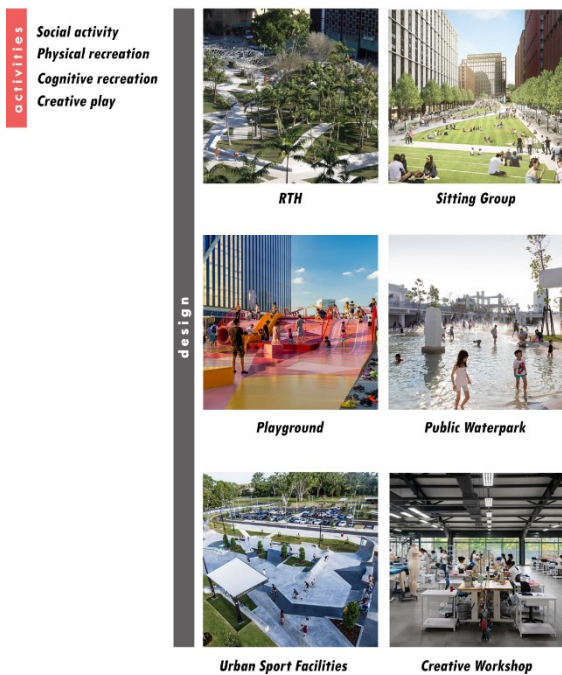 activities
Social activity
Physical recreation
Cognitive recreation
Creative play
design
RTH
Sitting Group
Playground
Public Waterpark
Urban Sport Facilities
Creative Workshop